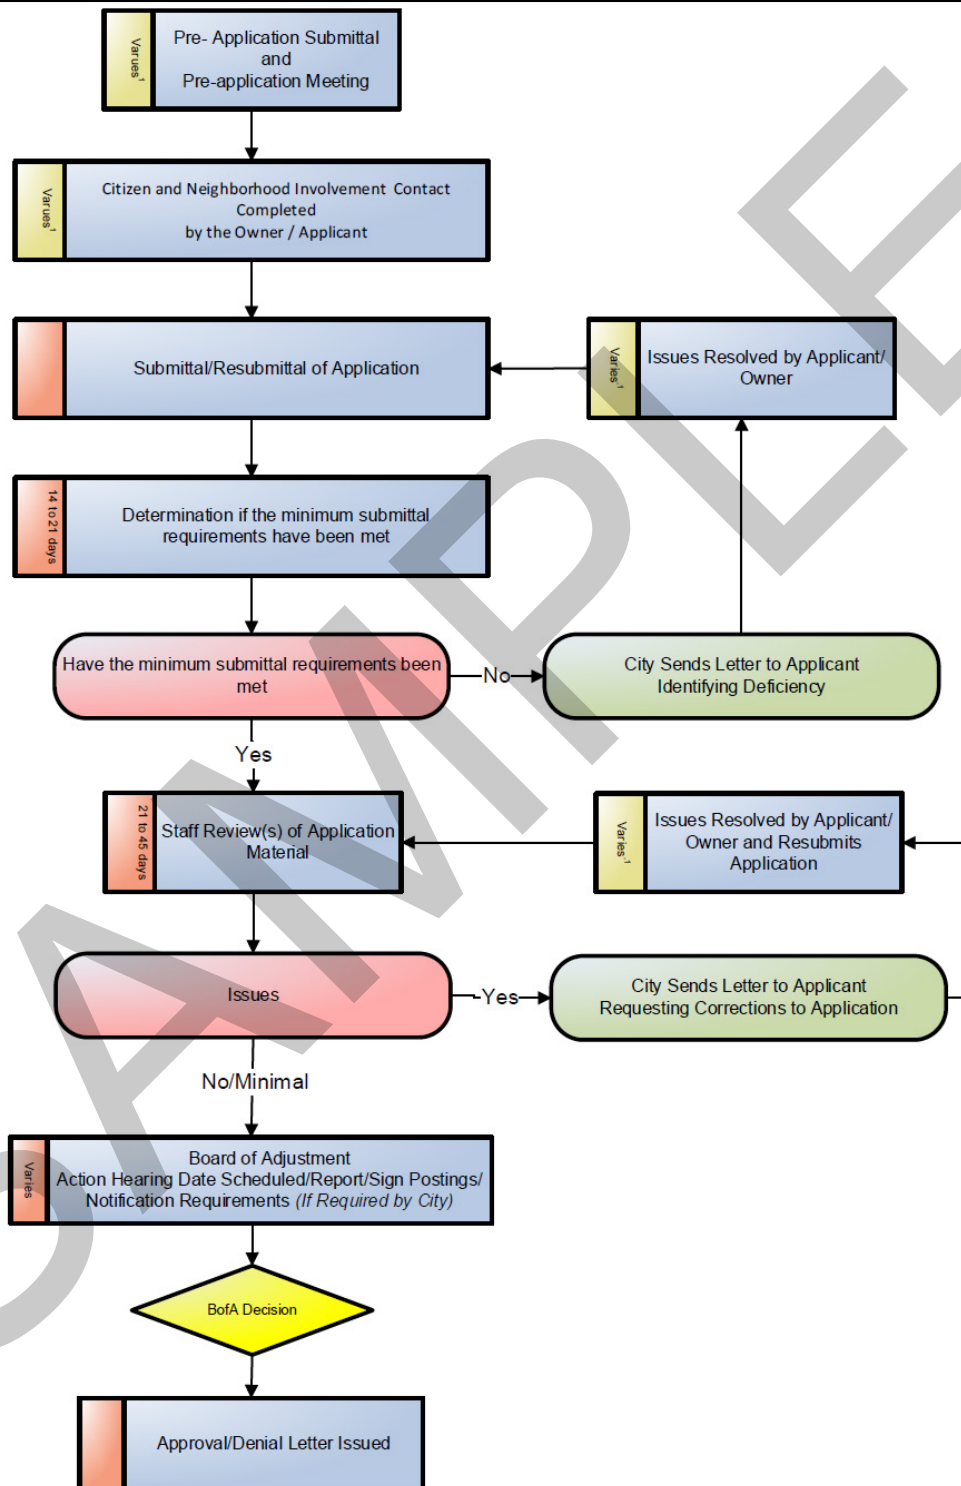 Varues¹
Pre- Application Submittal
and
Pre-application Meeting
Varues¹
Citizen and Neighborhood Involvement Contact
Completed
by the Owner / Applicant
Submittal/Resubmittal of Application
Varies.¹
Issues Resolved by Applicant/
Owner
14 to 21 days
Determination if the minimum submittal
requirements have been met
Have the minimum submittal requirements been
met
No
City Sends Letter to Applicant
Identifying Deficiency
Yes
21 to 45 days
Staff Review(s) of Application
Material
Varies.¹
Issues Resolved by Applicant/
Owner and Resubmits
Application
Issues
Yes
City Sends Letter to Applicant
Requesting Corrections to Application
No/Minimal
Varies
Board of Adjustment
Action Hearing Date Scheduled/Report/Sign Postings/
Notification Requirements (If Required by City)
BofA Decision
Approval/Denial Letter Issued
SAMPLE